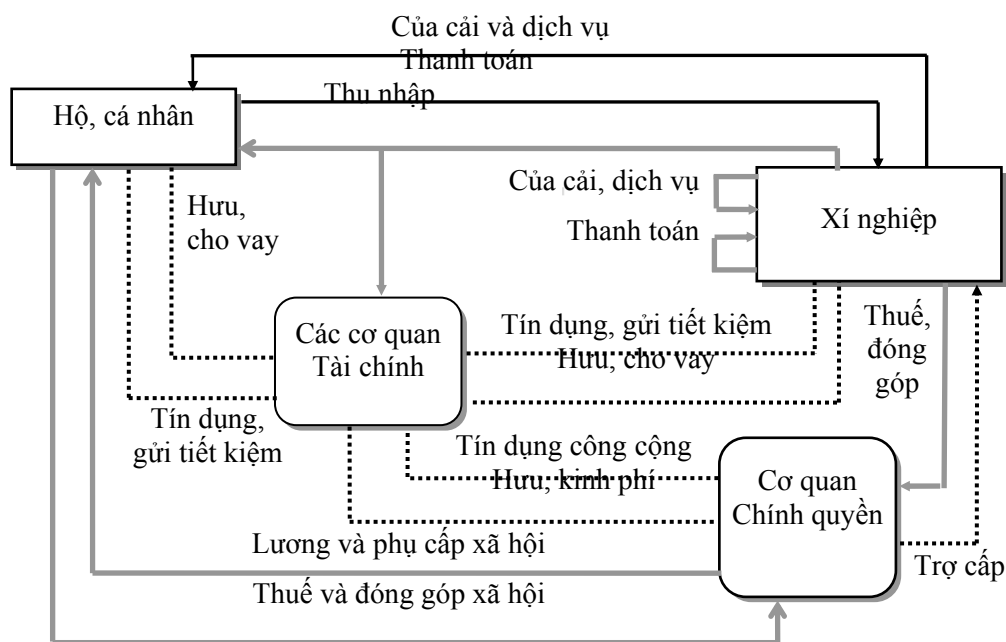 Của cải và dịch vụ
Thanh toán
Thu nhập
Hộ, cá nhân
Của cải, dịch vụ
Thanh toán
Xí nghiệp
Hưu,
cho vay
Các cơ quan
Tài chính
Tín dụng, gửi tiết kiệm
Hưu, cho vay
Thuế,
đóng
góp
Tín dụng,
gửi tiết kiệm
Tín dụng công cộng
Hưu, kinh phí
Cơ quan
Chính quyền
Lương và phụ cấp xã hội
Thuế và đóng góp xã hội
Trợ cấp